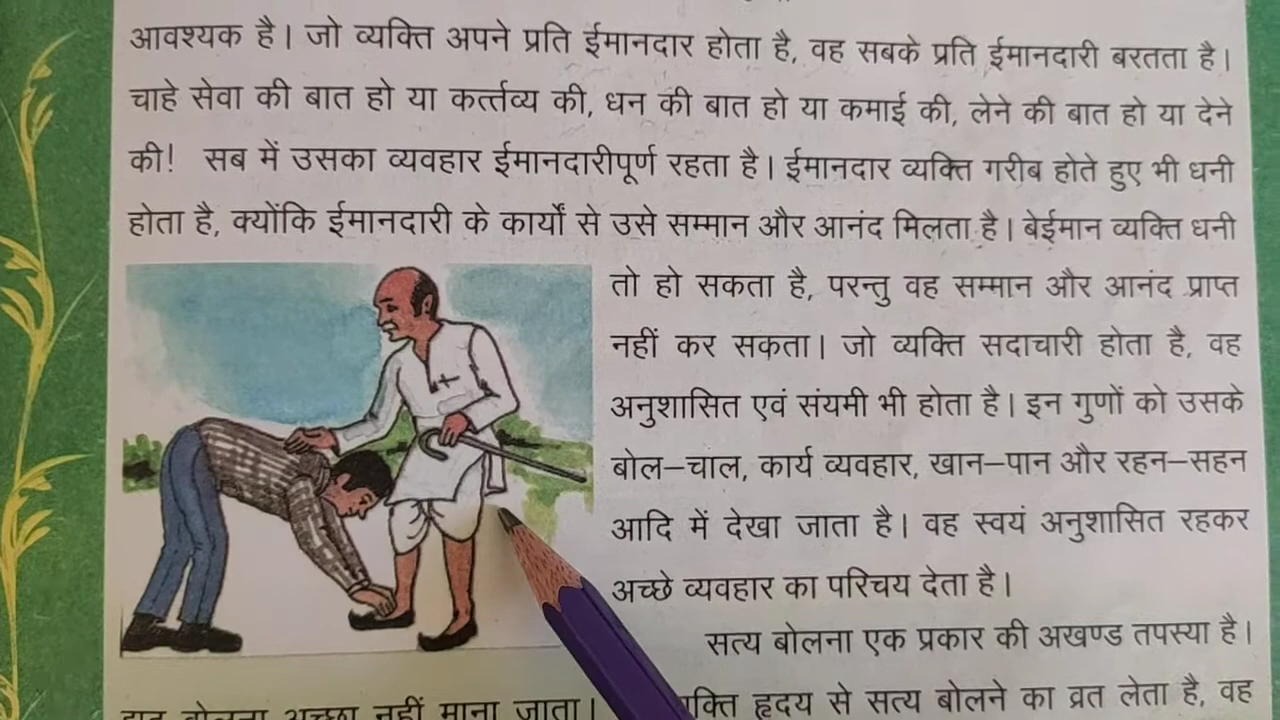 आवश्यक है। जो व्यक्ति अपने प्रति ईमानदार होता है, वह सबके प्रति ईमानदारी बरतता है।
चाहे सेवा की बात हो या कर्त्तव्य की, धन की बात हो या कमाई की, लेने की बात हो या देने
की! सब में उसका व्यवहार ईमानदारीपूर्ण रहता है। ईमानदार व्यक्ति गरीब होते हुए भी धनी
होता है, क्योंकि ईमानदारी के कार्यों से उसे सम्मान और आनंद मिलता है। बेईमान व्यक्ति धनी
तो हो सकता है, परन्तु वह सम्मान और आनंद प्राप्त
नहीं कर सकता। जो व्यक्ति सदाचारी होता है, वह
अनुशासित एवं संयमी भी होता है। इन गुणों को उसके
बोल–चाल, कार्य व्यवहार, खान–पान और रहन–सहन
आदि में देखा जाता है। वह स्वयं अनुशासित रहकर
अच्छे व्यवहार का परिचय देता है।
सत्य बोलना एक प्रकार की अखण्ड तपस्या है।
बोलना अच्छा नहीं माना जाता। हृदय से सत्य बोलने का व्रत लेता है, वह